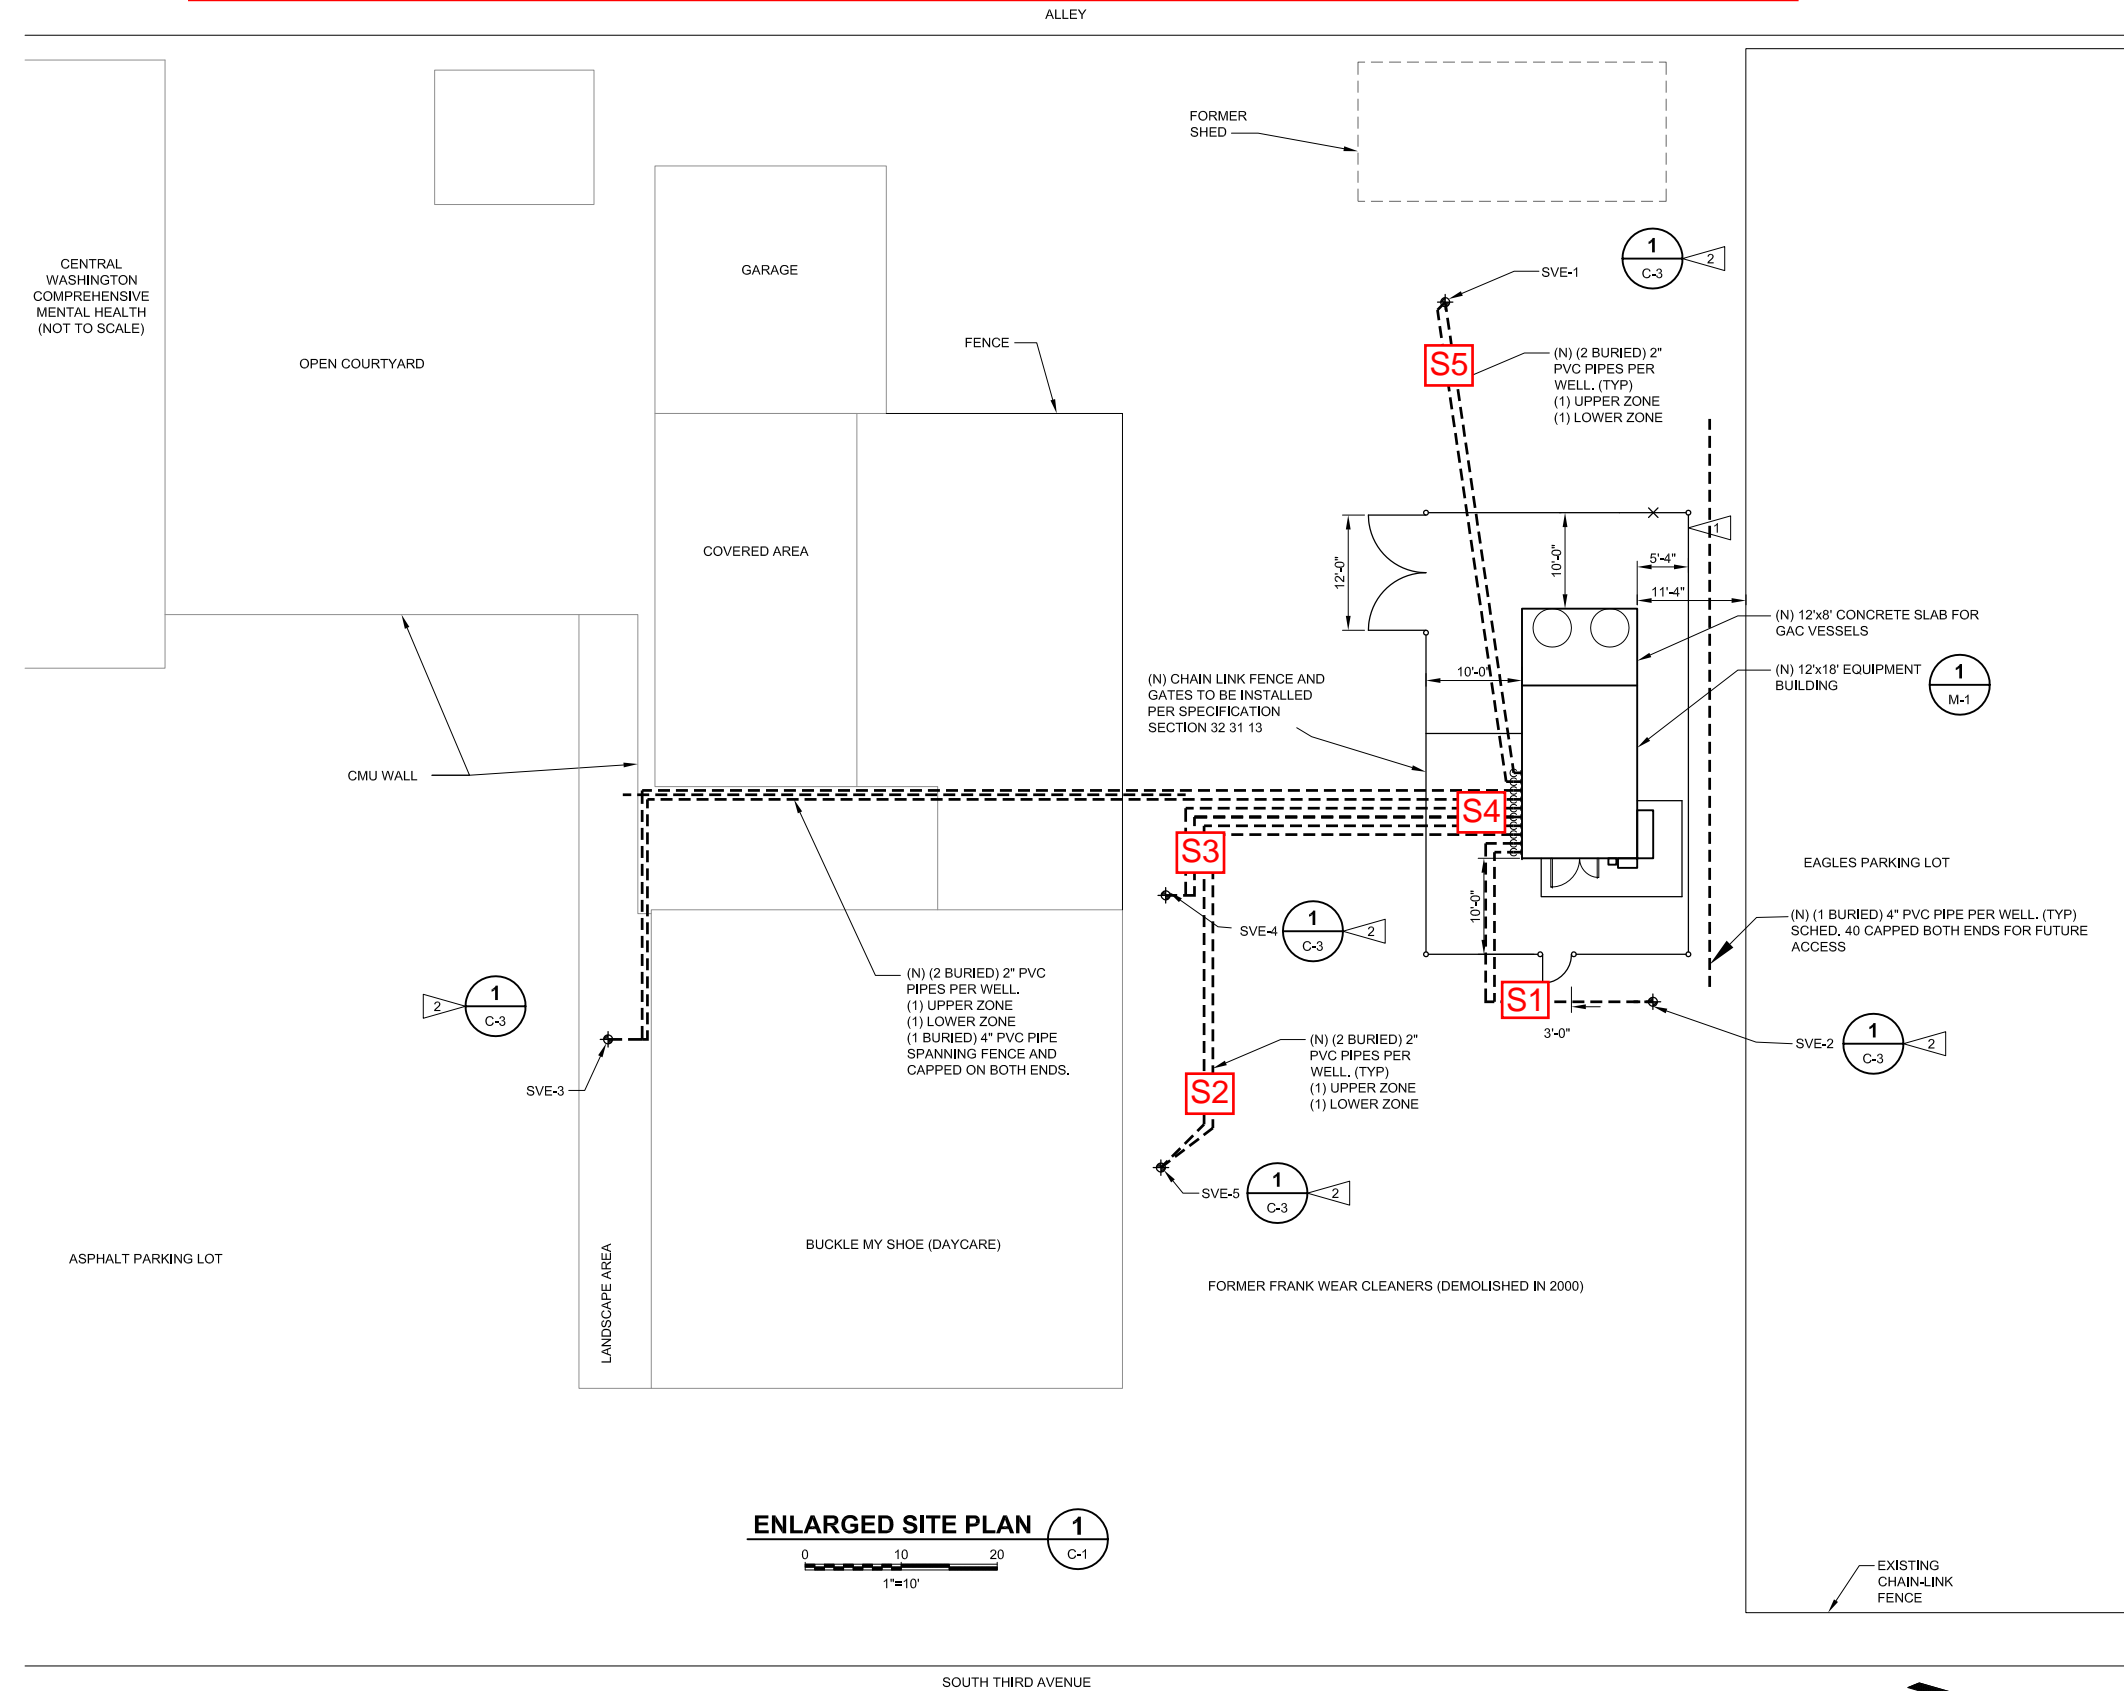 ALLEY
FORMER
SHED
CENTRAL
WASHINGTON
COMPREHENSIVE
MENTAL HEALTH
(NOT TO SCALE)
GARAGE
SVE-1
1
C-3
2
OPEN COURTYARD
FENCE
S5
(N) (2 BURIED) 2"
PVC PIPES PER
WELL. (TYP)
(1) UPPER ZONE
(1) LOWER ZONE
COVERED AREA
12'-0"
10'-0"
1
5'-4"
11'-4"
(N) 12'x8' CONCRETE SLAB FOR
GAC VESSELS
(N) 12'x18' EQUIPMENT
BUILDING
1
M-1
10'-0"
(N) CHAIN LINK FENCE AND
GATES TO BE INSTALLED
PER SPECIFICATION
SECTION 32 31 13
CMU WALL
S4
S3
EAGLES PARKING LOT
10'-0"
SVE-4
1
C-3
2
(N) (1 BURIED) 4" PVC PIPE PER WELL. (TYP)
SCHED. 40 CAPPED BOTH ENDS FOR FUTURE
ACCESS
(N) (2 BURIED) 2" PVC
PIPES PER WELL.
(1) UPPER ZONE
(1) LOWER ZONE
(1 BURIED) 4" PVC PIPE
SPANNING FENCE AND
CAPPED ON BOTH ENDS.
2
1
C-3
S1
3'-0"
SVE-2
1
C-3
2
(N) (2 BURIED) 2"
PVC PIPES PER
WELL. (TYP)
(1) UPPER ZONE
(1) LOWER ZONE
SVE-3
S2
SVE-5
1
C-3
2
ASPHALT PARKING LOT
LANDSCAPE AREA
BUCKLE MY SHOE (DAYCARE)
FORMER FRANK WEAR CLEANERS (DEMOLISHED IN 2000)
ENLARGED SITE PLAN
1
C-1
0 10 20
1"=10'
EXISTING
CHAIN-LINK
FENCE
SOUTH THIRD AVENUE